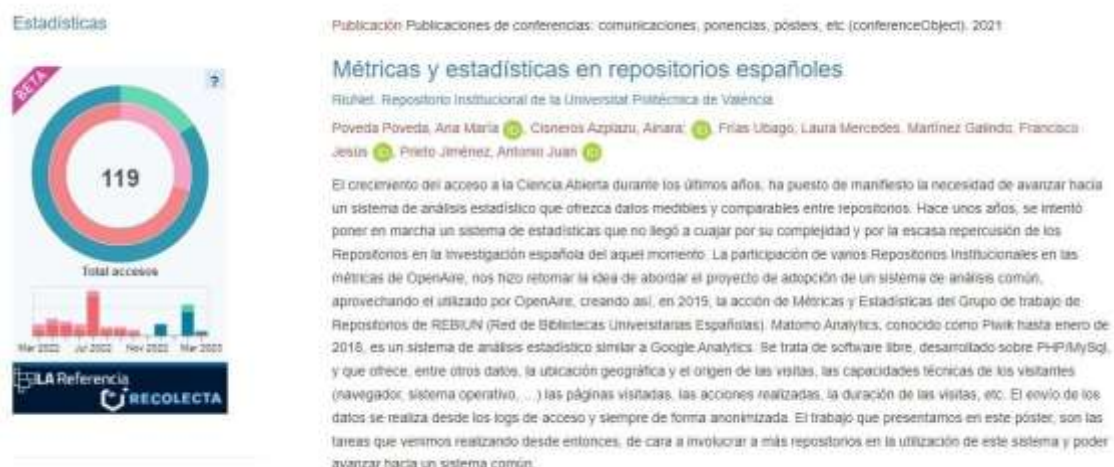 Estadísticas
BETA
?
119
Total accesos
Mar 2022 Jul 2022 Nov 2022 Mar 2023
LA Referencia
RECOLECTA
Publicación Publicaciones de conferencias: comunicaciones, ponencias, pósters, etc (conferenceObject). 2021
Métricas y estadísticas en repositorios españoles
RiuNet. Repositorio Institucional de la Universitat Politécnica de Valéncia
Poveda Poveda, Ana María iD, Cisneros Azpiazu, Ainara; iD, Frías Ubago, Laura Mercedes, Martínez Galindo, Francisco
Jesús iD, Prieto Jiménez, Antonio Juan iD
El crecimiento del acceso a la Ciencia Abierta durante los últimos años, ha puesto de manifiesto la necesidad de avanzar hacia
un sistema de análisis estadístico que ofrezca datos medibles y comparables entre repositorios. Hace unos años, se intentó
poner en marcha un sistema de estadísticas que no llegó a cuajar por su complejidad y por la escasa repercusión de los
Repositorios en la investigación española del aquel momento. La participación de varios Repositorios Institucionales en las
métricas de OpenAire, nos hizo retomar la idea de abordar el proyecto de adopción de un sistema de análisis común,
aprovechando el utilizado por OpenAire, creando así, en 2019, la acción de Métricas y Estadísticas del Grupo de trabajo de
Repositorios de REBIUN (Red de Bibliotecas Universitarias Españolas). Matomo Analytics, conocido como Piwik hasta enero de
2018, es un sistema de análisis estadístico similar a Google Analytics. Se trata de software libre, desarrollado sobre PHP/MySql,
y que ofrece, entre otros datos, la ubicación geográfica y el origen de las visitas, las capacidades técnicas de los visitantes
(navegador, sistema operativo, ...) las páginas visitadas, las acciones realizadas, la duración de las visitas, etc. El envío de los
datos se realiza desde los logs de acceso y siempre de forma anonimizada. El trabajo que presentamos en este póster, son las
tareas que venimos realizando desde entonces, de cara a involucrar a más repositorios en la utilización de este sistema y poder
avanzar hacia un sistema común.